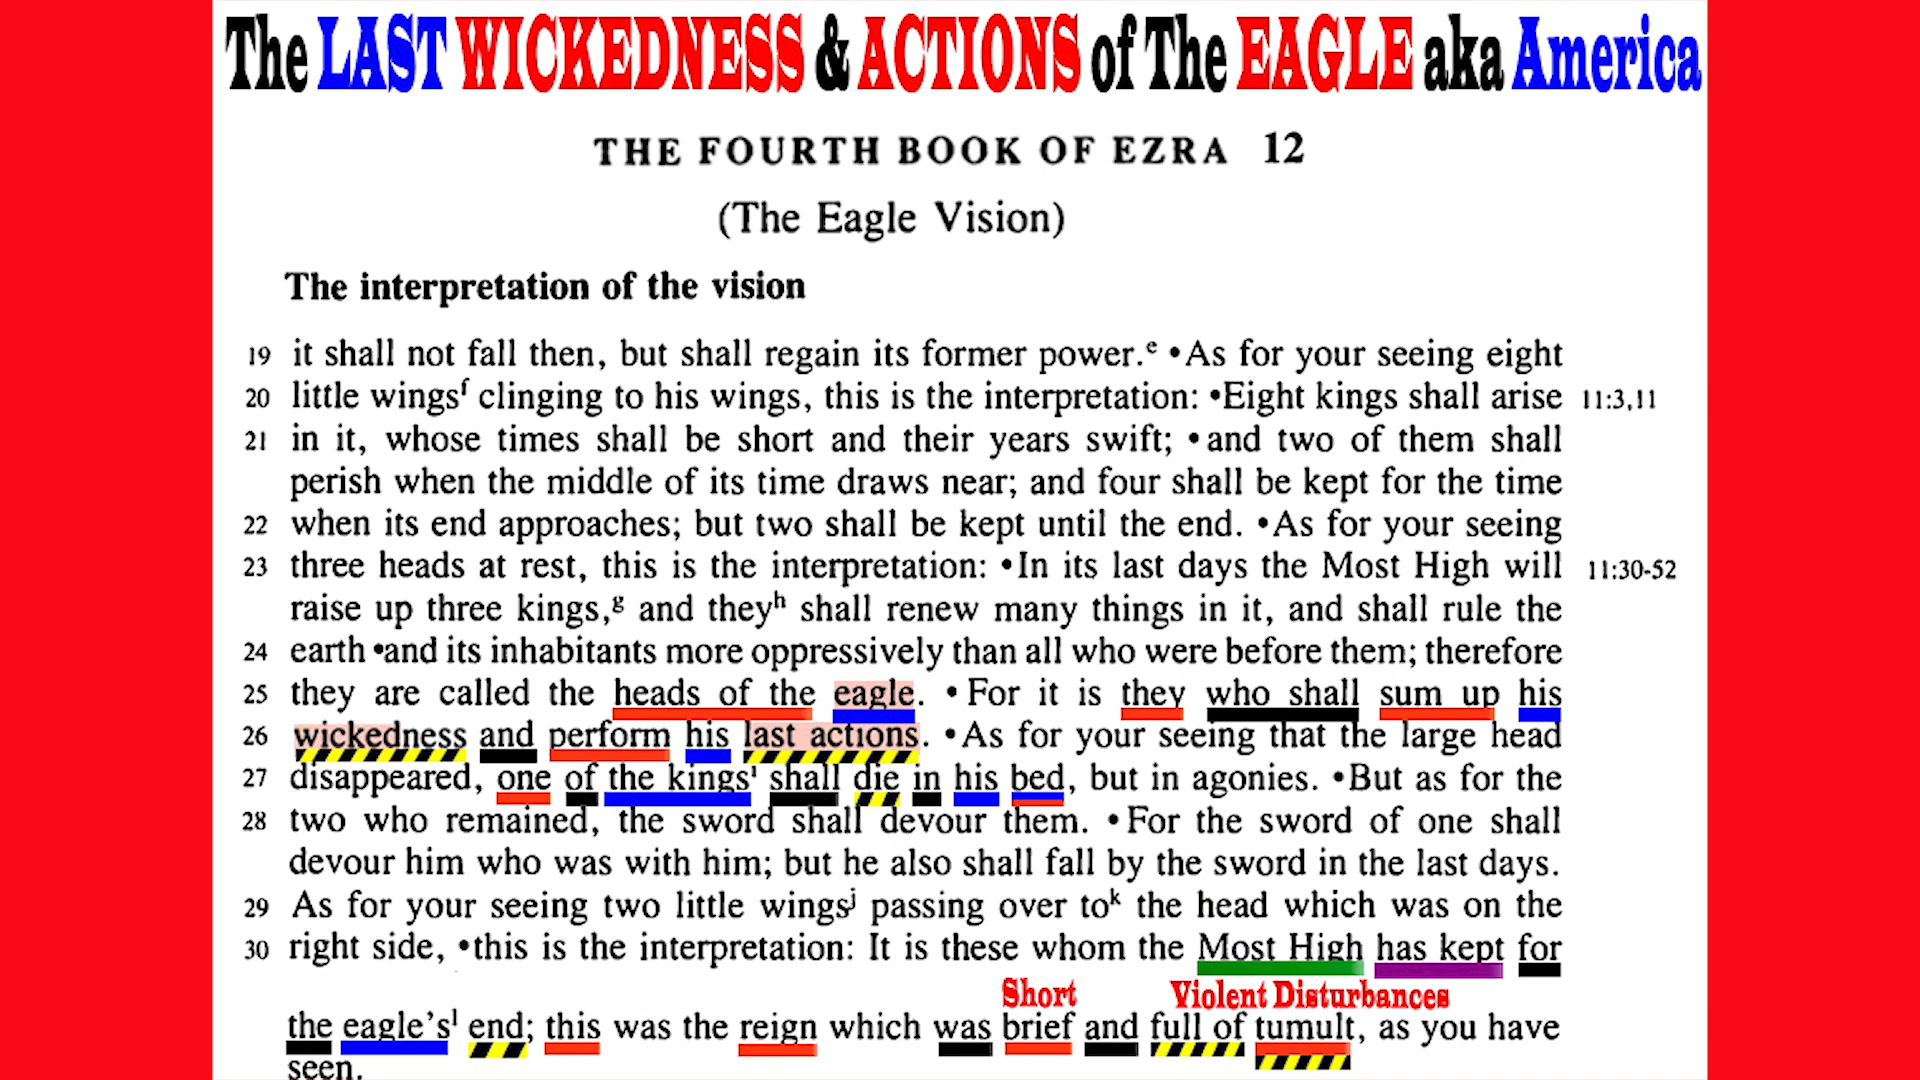 The LAST WICKEDNESS & ACTIONS of The EAGLE aka America
THE FOURTH BOOK OF EZRA 12
(The Eagle Vision)
The interpretation of the vision
19 it shall not fall then, but shall regain its former power.e •As for your seeing eight
20 little wingsf clinging to his wings, this is the interpretation: •Eight kings shall arise 11:3,11
21 in it, whose times shall be short and their years swift; •and two of them shall
perish when the middle of its time draws near; and four shall be kept for the time
22 when its end approaches; but two shall be kept until the end. •As for your seeing
23 three heads at rest, this is the interpretation: •In its last days the Most High will 11:30-52
raise up three kings,g and theyh shall renew many things in it, and shall rule the
24 earth •and its inhabitants more oppressively than all who were before them; therefore
25 they are called the heads of the eagle. •For it is they who shall sum up his
26 wickedness and perform his last actions. •As for your seeing that the large head
27 disappeared, one of the kingsi shall die in his bed, but in agonies. •But as for the
28 two who remained, the sword shall devour them. •For the sword of one shall
devour him who was with him; but he also shall fall by the sword in the last days.
29 As for your seeing two little wingsj passing over tok the head which was on the
30 right side, •this is the interpretation: It is these whom the Most High has kept for
Short Violent Disturbances
the eagle'sl end; this was the reign which was brief and full of tumult, as you have
seen.